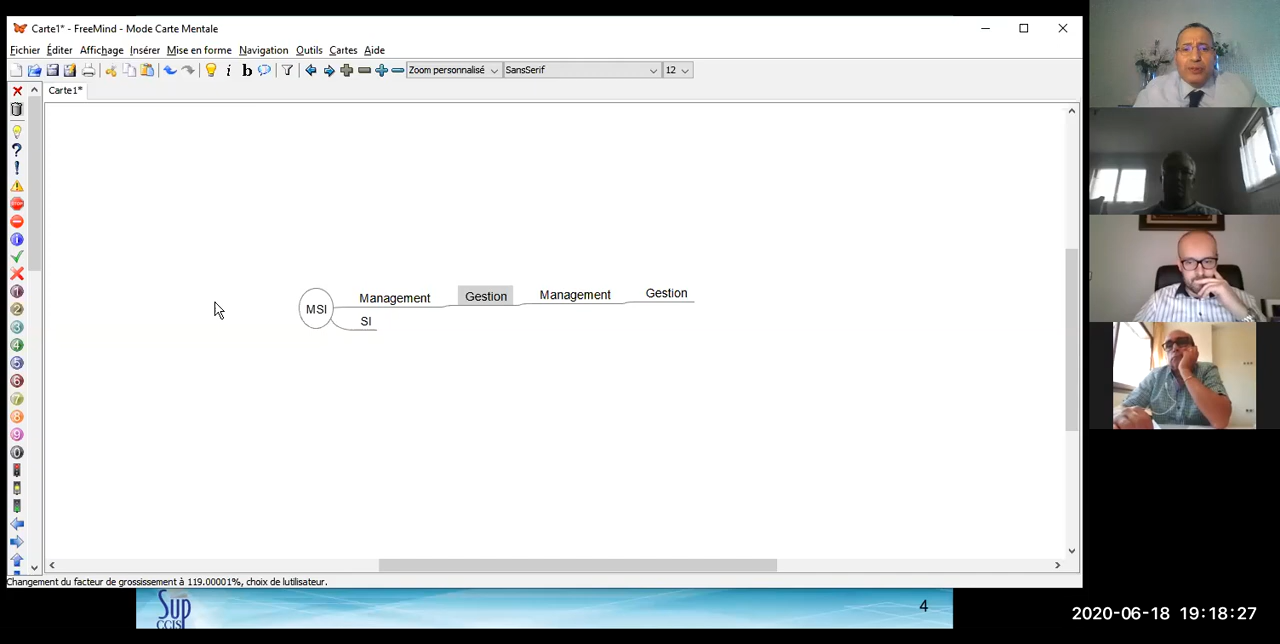 Carte1* - FreeMind - Mode Carte Mentale
Fichier Éditer Affichage Insérer Mise en forme Navigation Outils Cartes Aide
Zoom personnalisé SansSerif 12
Carte1*
MSI Management Gestion Management Gestion
SI
Changement du facteur de grossissement à 119.00001%, choix de lutilisateur.
Sup
CCIS
4
2020-06-18 19:18:27